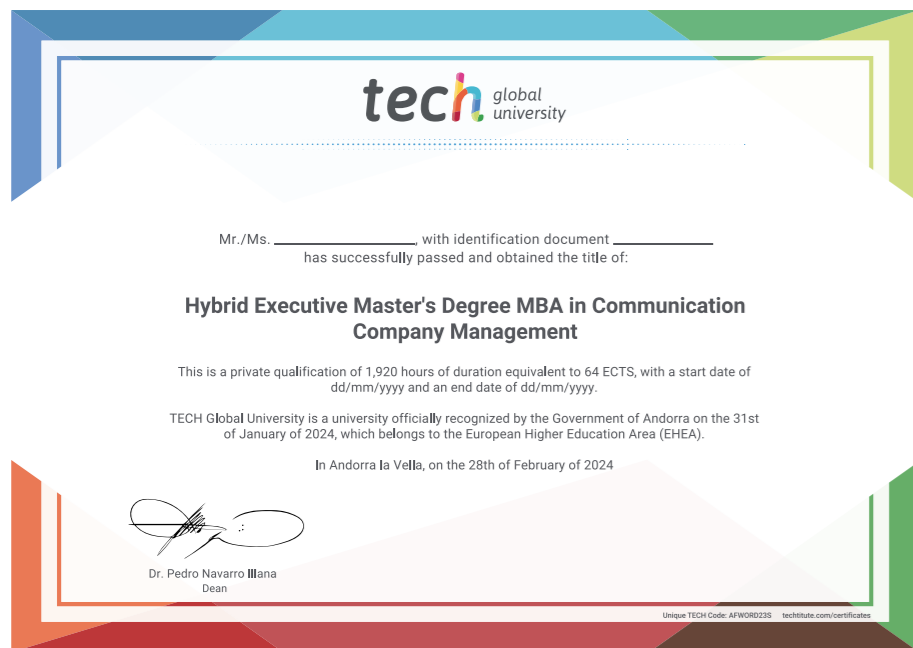 tech global
university
Mr./Ms. ____________________, with identification document ______________
has successfully passed and obtained the title of:
Hybrid Executive Master's Degree MBA in Communication
Company Management
This is a private qualification of 1,920 hours of duration equivalent to 64 ECTS, with a start date of
dd/mm/yyyy and an end date of dd/mm/yyyy.
TECH Global University is a university officially recognized by the Government of Andorra on the 31st
of January of 2024, which belongs to the European Higher Education Area (EHEA).
In Andorra la Vella, on the 28th of February of 2024
Dr. Pedro Navarro Illana
Dean
Unique TECH Code: AFWORD23S techtitute.com/certificates